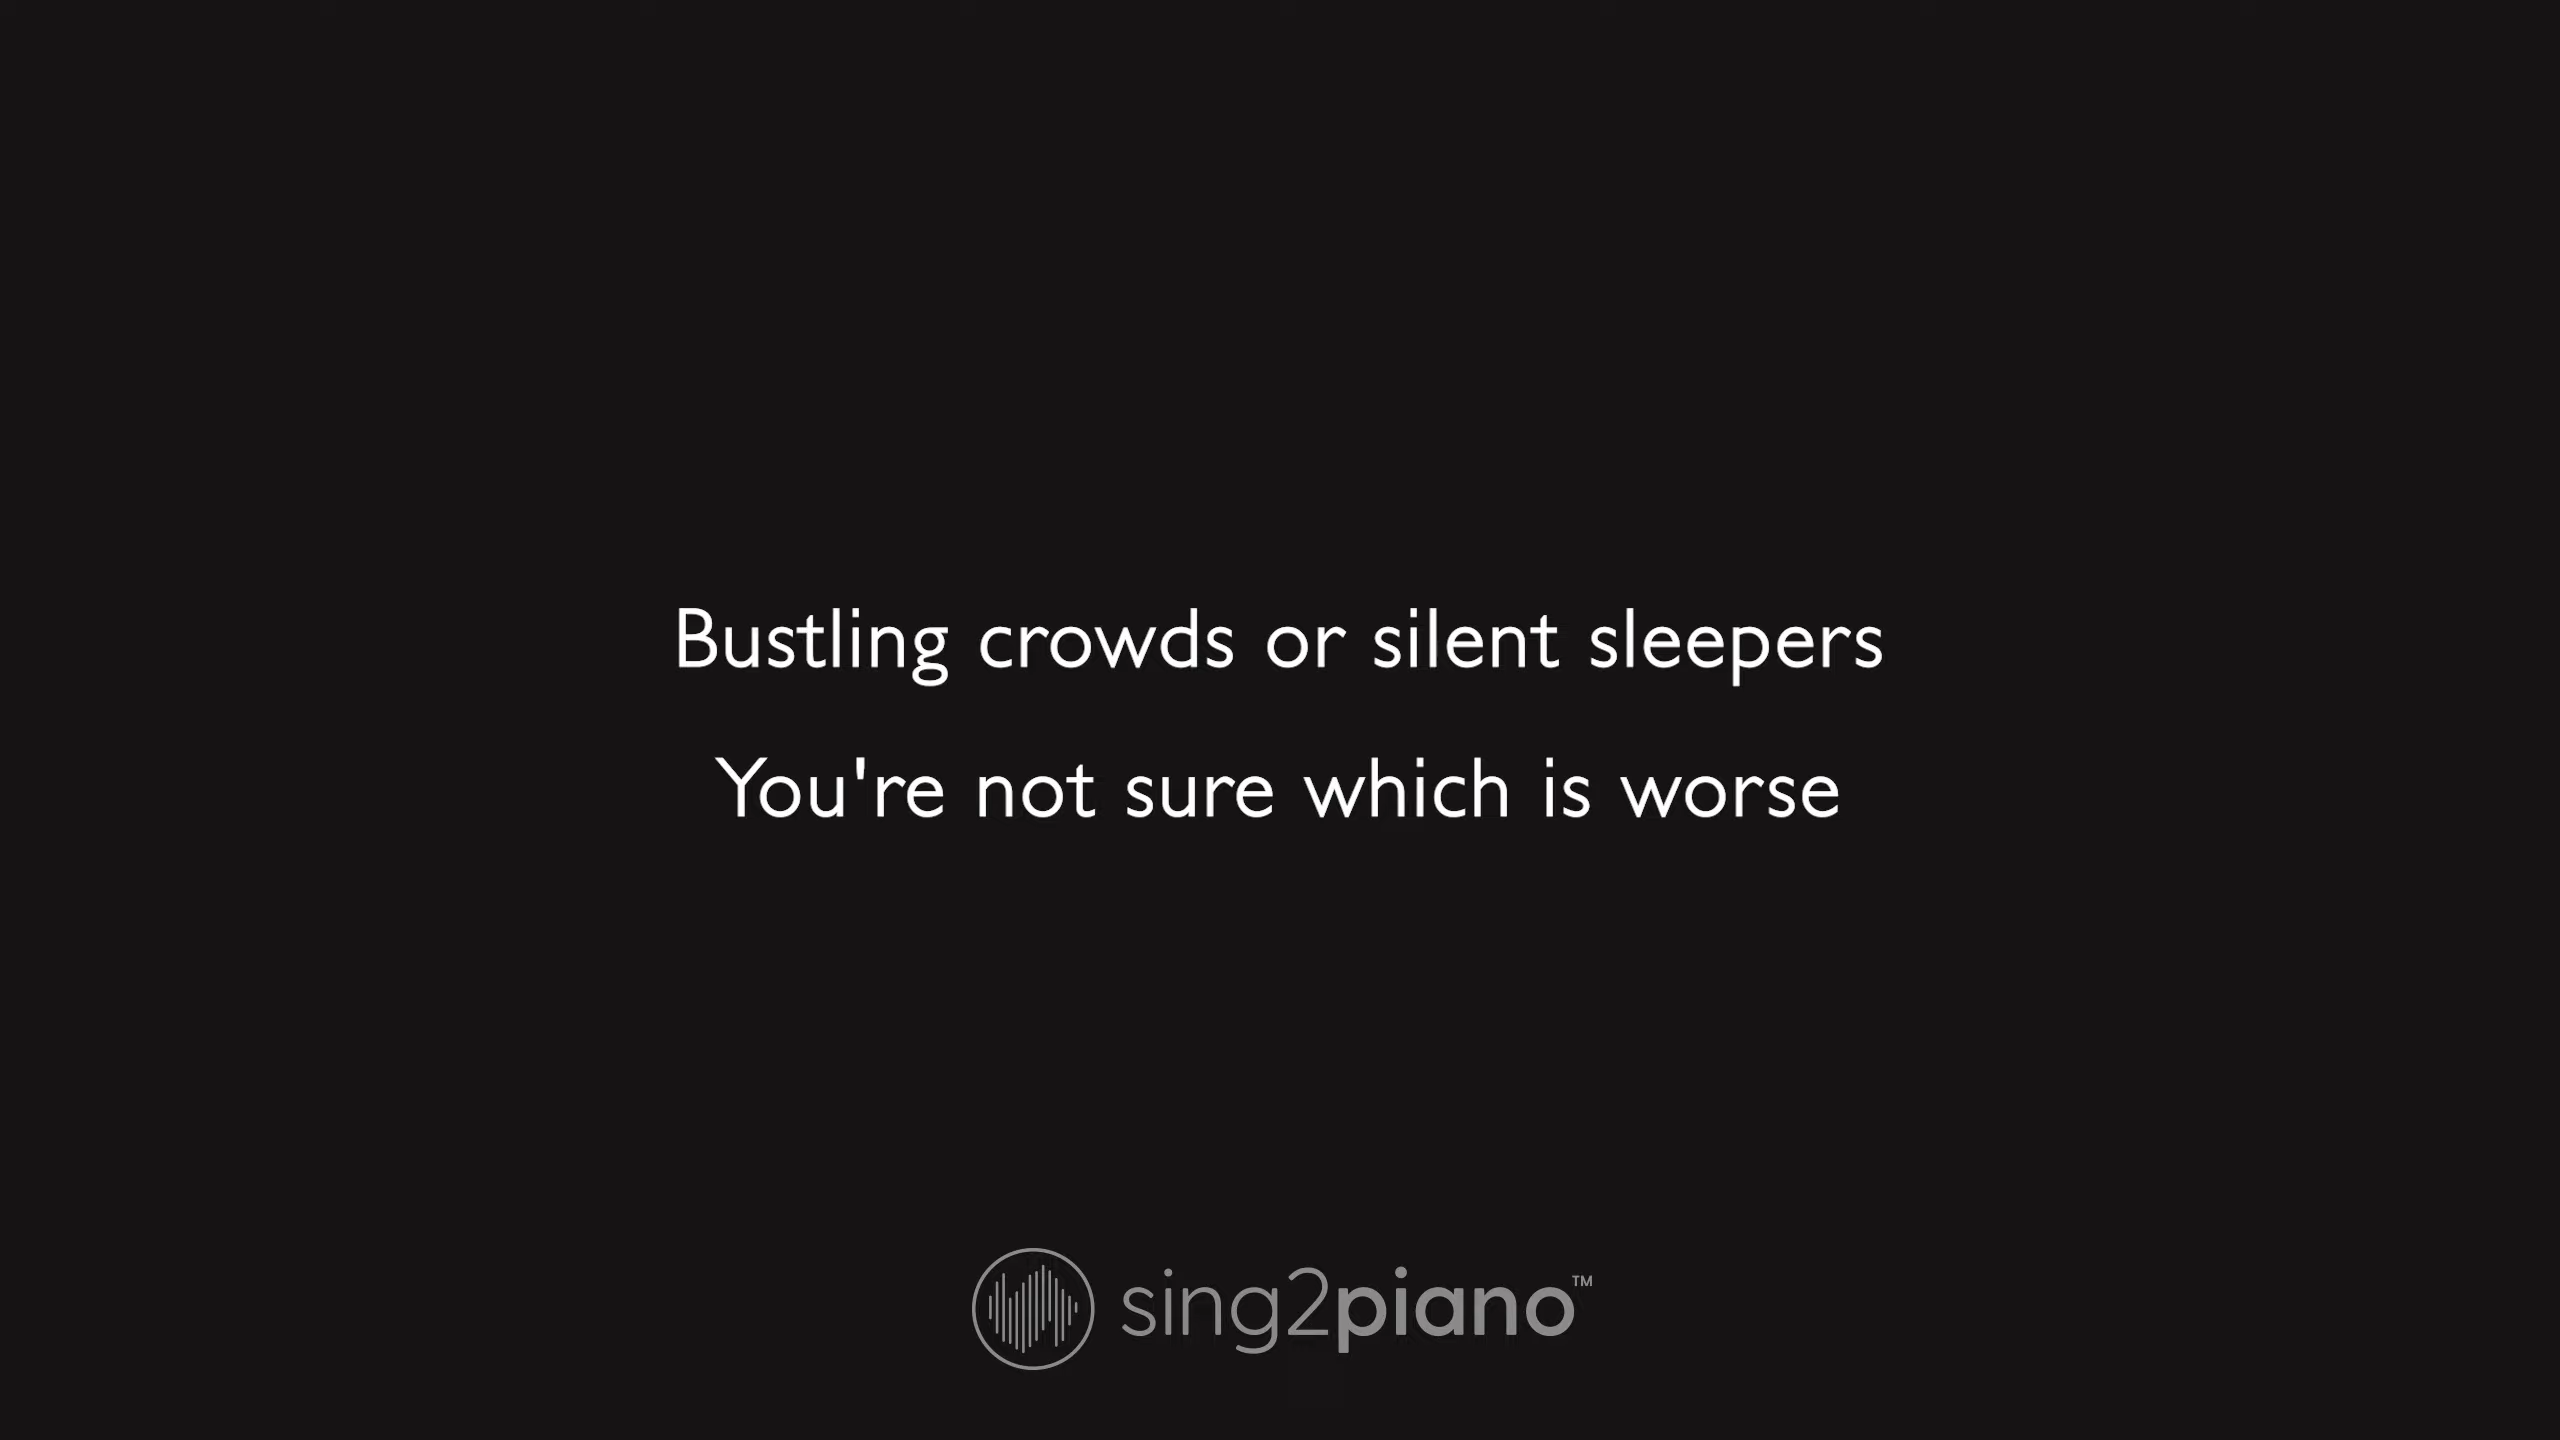 Bustling crowds or silent sleepers
You're not sure which is worse
sing2piano™